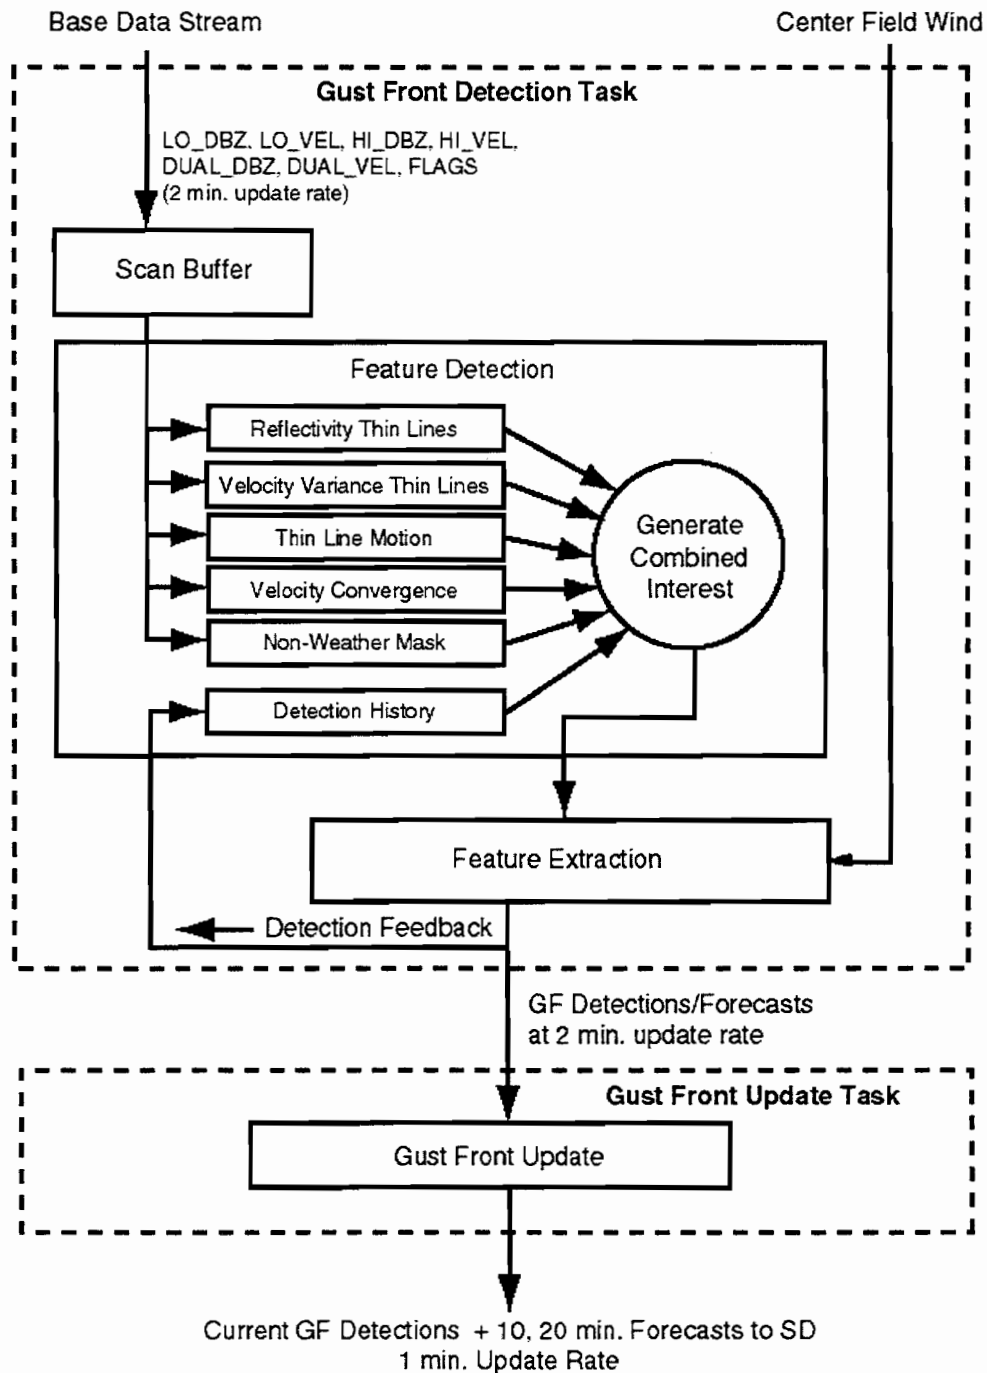 Base Data Stream
Center Field Wind
Gust Front Detection Task
LO_DBZ, LO_VEL, HI_DBZ, HI_VEL,
DUAL_DBZ, DUAL_VEL, FLAGS
(2 min. update rate)
Scan Buffer
Feature Detection
Reflectivity Thin Lines
Velocity Variance Thin Lines
Thin Line Motion
Velocity Convergence
Non-Weather Mask
Detection History
Generate
Combined
Interest
Feature Extraction
Detection Feedback
GF Detections/Forecasts
at 2 min. update rate
Gust Front Update Task
Gust Front Update
Current GF Detections + 10, 20 min. Forecasts to SD
1 min. Update Rate